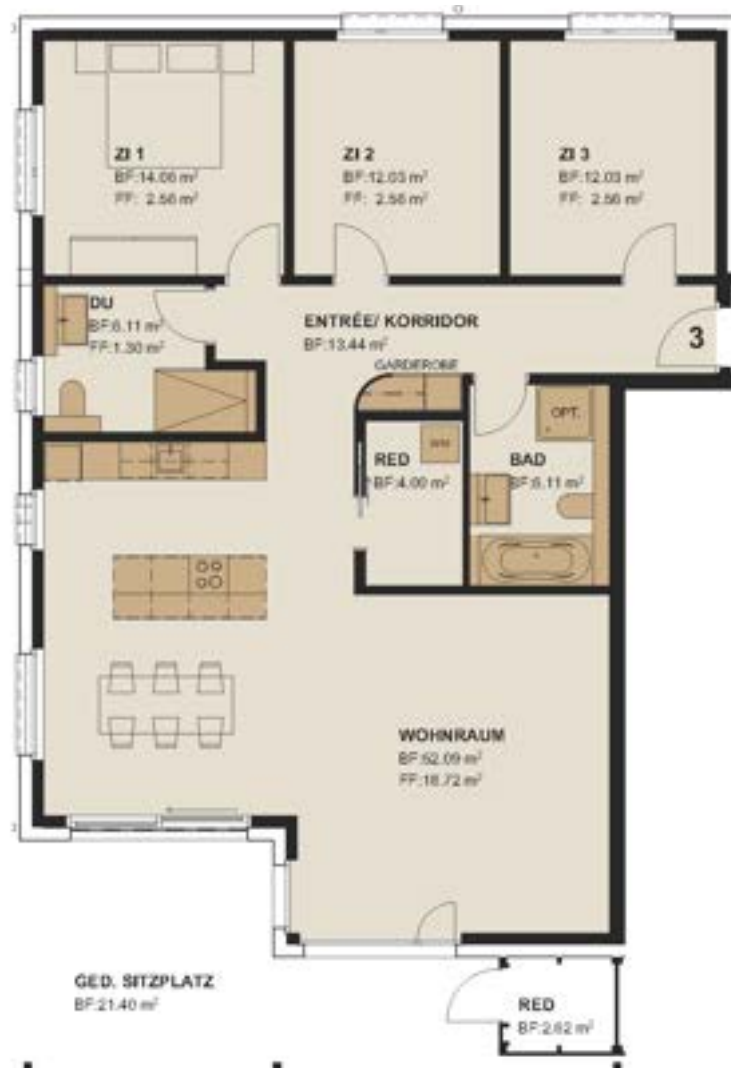 ZI 1
BF:14.06 m²
FF: 2.56 m²
ZI 2
BF:12.03 m²
FF: 2.56 m²
ZI 3
BF:12.03 m²
FF: 2.56 m²
DU
BF:6.11 m²
FF:1.30 m²
ENTRÉE/ KORRIDOR
BF:13.44 m²
3
GARDEROBE
OPT.
RED
BF:4.00 m²
WM
BAD
BF:6.11 m²
WOHNRAUM
BF:52.09 m²
FF:18.72 m²
GED. SITZPLATZ
BF:21.40 m²
RED
BF:2.62 m²